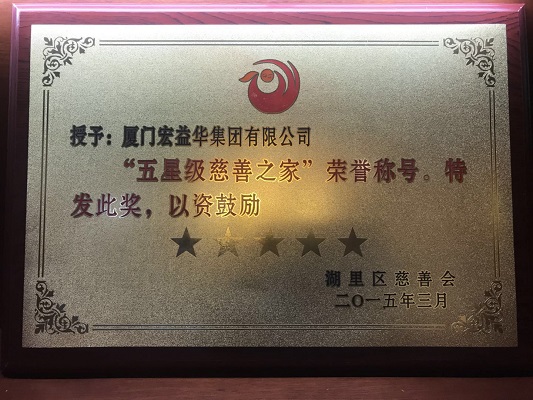 授予：厦门宏益华集团有限公司
“五星级慈善之家”荣誉称号。特
发此奖，以资鼓励
湖里区慈善会
二〇一五年三月